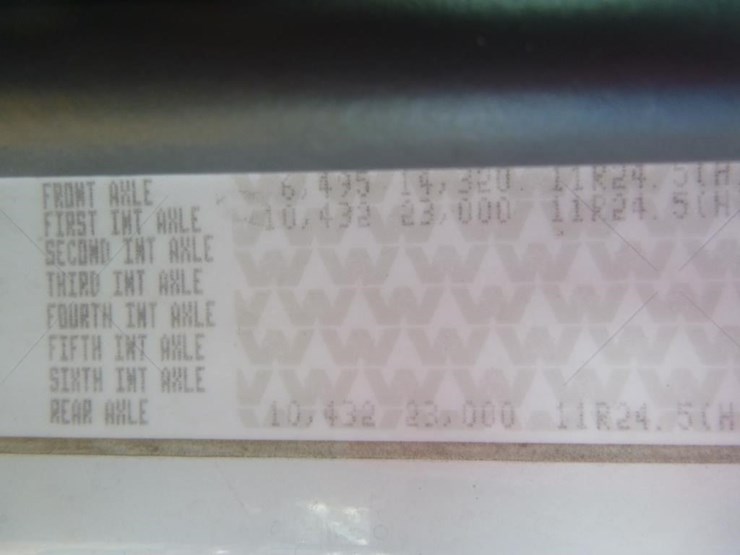 FRONT AXLE 6,495 14,320 11R24.5(H
FIRST INT AXLE 10,432 23,000 11R24.5(H
SECOND INT AXLE
THIRD INT AXLE
FOURTH INT AXLE
FIFTH INT AXLE
SIXTH INT AXLE
REAR AXLE 10,432 23,000 11R24.5(H